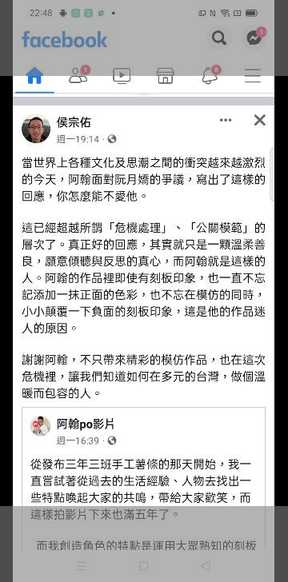 22:48
facebook
侯宗佑
週一19:14
當世界上各種文化及思潮之間的衝突越來越激烈
的今天，阿翰面對阮月嬌的爭議，寫出了這樣的
回應，你怎麼能不愛他。
這已經超越所謂「危機處理」、「公關模範」的
層次了。真正好的回應，其實就只是一顆溫柔善
良，願意傾聽與反思的真心，而阿翰就是這樣的
人。阿翰的作品裡即使有刻板印象，也一直不忘
記添加一抹正面的色彩，也不忘在模仿的同時，
小小顛覆一下負面的刻板印象，這是他的作品迷
人的原因。
謝謝阿翰，不只帶來精彩的模仿作品，也在這次
危機裡，讓我們知道如何在多元的台灣，做個溫
暖而包容的人。
阿翰po影片
週一16:39
從發布三年三班手工薯條的那天開始，我一
直嘗試著從過去的生活經驗、人物去找出一
些特點喚起大家的共鳴，帶給大家歡笑，而
這樣拍影片下來也滿五年了。
而我創造角色的特點是運用大眾熟知的刻板